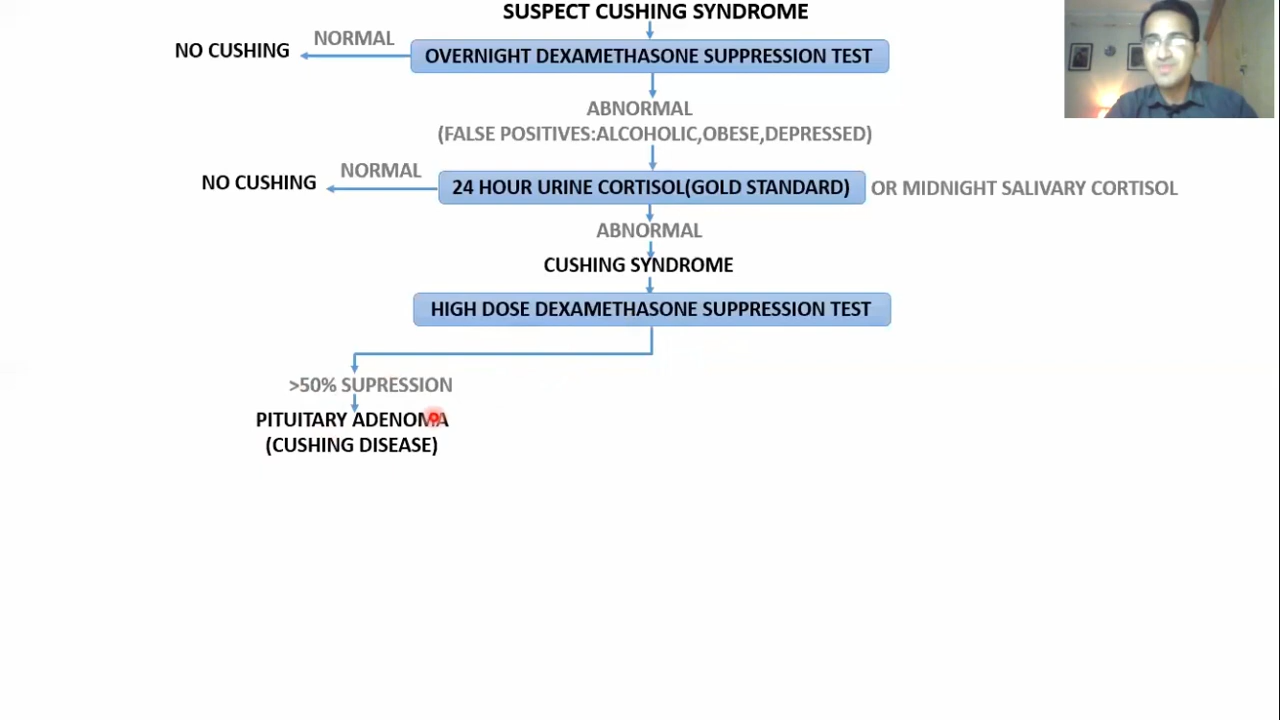 SUSPECT CUSHING SYNDROME
NO CUSHING
NORMAL
OVERNIGHT DEXAMETHASONE SUPPRESSION TEST
ABNORMAL
(FALSE POSITIVES:ALCOHOLIC,OBESE,DEPRESSED)
NO CUSHING
NORMAL
24 HOUR URINE CORTISOL(GOLD STANDARD)
OR MIDNIGHT SALIVARY CORTISOL
ABNORMAL
CUSHING SYNDROME
HIGH DOSE DEXAMETHASONE SUPPRESSION TEST
>50% SUPRESSION
PITUITARY ADENOMA
(CUSHING DISEASE)